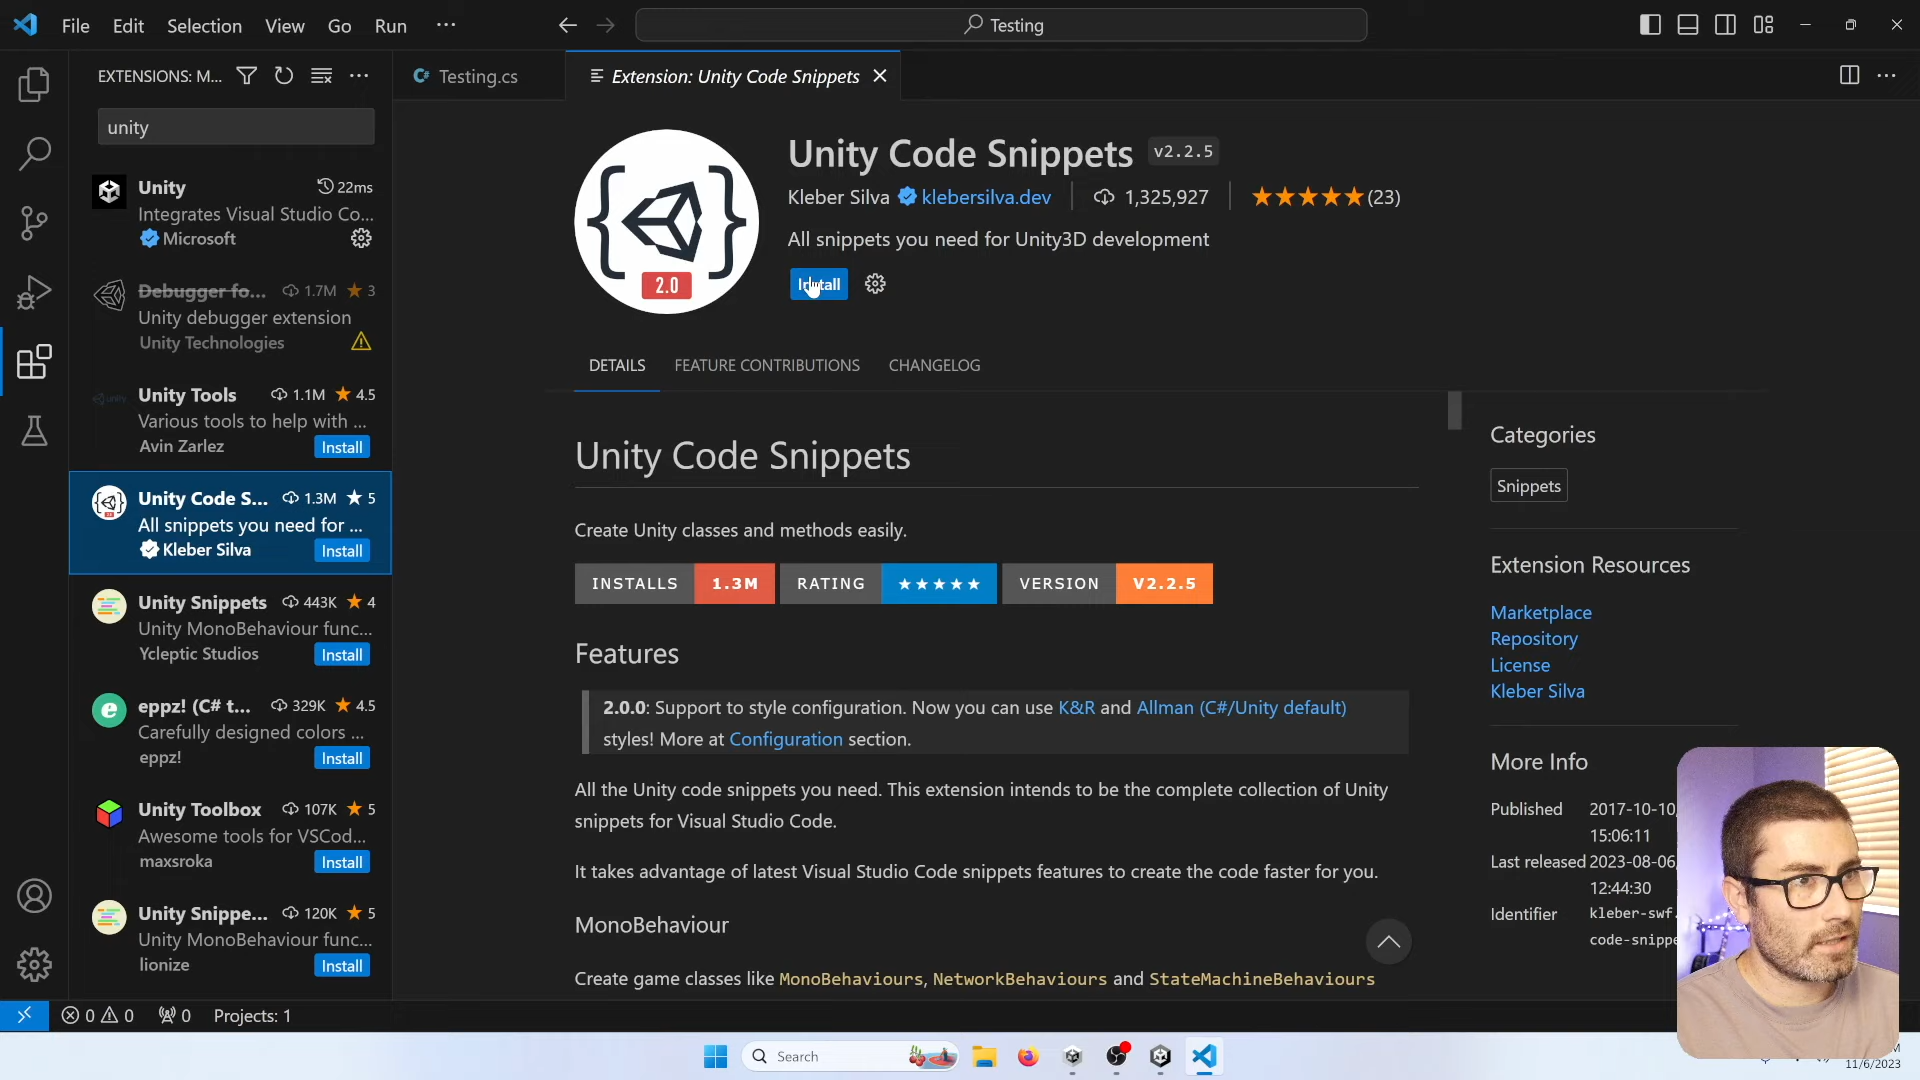 File Edit Selection View Go Run ···
Testing
EXTENSIONS: M...
Testing.cs
Extension: Unity Code Snippets
unity
Unity 22ms
Integrates Visual Studio Co...
Microsoft
Debugger fo... 1.7M 3
Unity debugger extension
Unity Technologies
Unity Tools 1.1M 4.5
Various tools to help with ...
Avin Zarlez Install
Unity Code S... 1.3M 5
All snippets you need for ...
Kleber Silva Install
Unity Snippets 443K 4
Unity MonoBehaviour func...
Ycleptic Studios Install
eppz! (C# t... 329K 4.5
Carefully designed colors ...
eppz! Install
Unity Toolbox 107K 5
Awesome tools for VSCod...
maxsroka Install
Unity Snippe... 120K 5
Unity MonoBehaviour func...
lionize Install
2.0
Unity Code Snippets v2.2.5
Kleber Silva klebersilva.dev 1,325,927 (23)
All snippets you need for Unity3D development
Install
DETAILS FEATURE CONTRIBUTIONS CHANGELOG
Unity Code Snippets
Create Unity classes and methods easily.
INSTALLS 1.3M RATING ★★★★★ VERSION V2.2.5
Features
2.0.0: Support to style configuration. Now you can use K&R and Allman (C#/Unity default)
styles! More at Configuration section.
All the Unity code snippets you need. This extension intends to be the complete collection of Unity
snippets for Visual Studio Code.
It takes advantage of latest Visual Studio Code snippets features to create the code faster for you.
MonoBehaviour
Create game classes like MonoBehaviours, NetworkBehaviours and StateMachineBehaviours
Categories
Snippets
Extension Resources
Marketplace
Repository
License
Kleber Silva
More Info
Published 2017-10-10,
15:06:11
Last released 2023-08-06,
12:44:30
Identifier kleber-swf.
code-snippe
0 0 0 Projects: 1
Search
11/6/2023